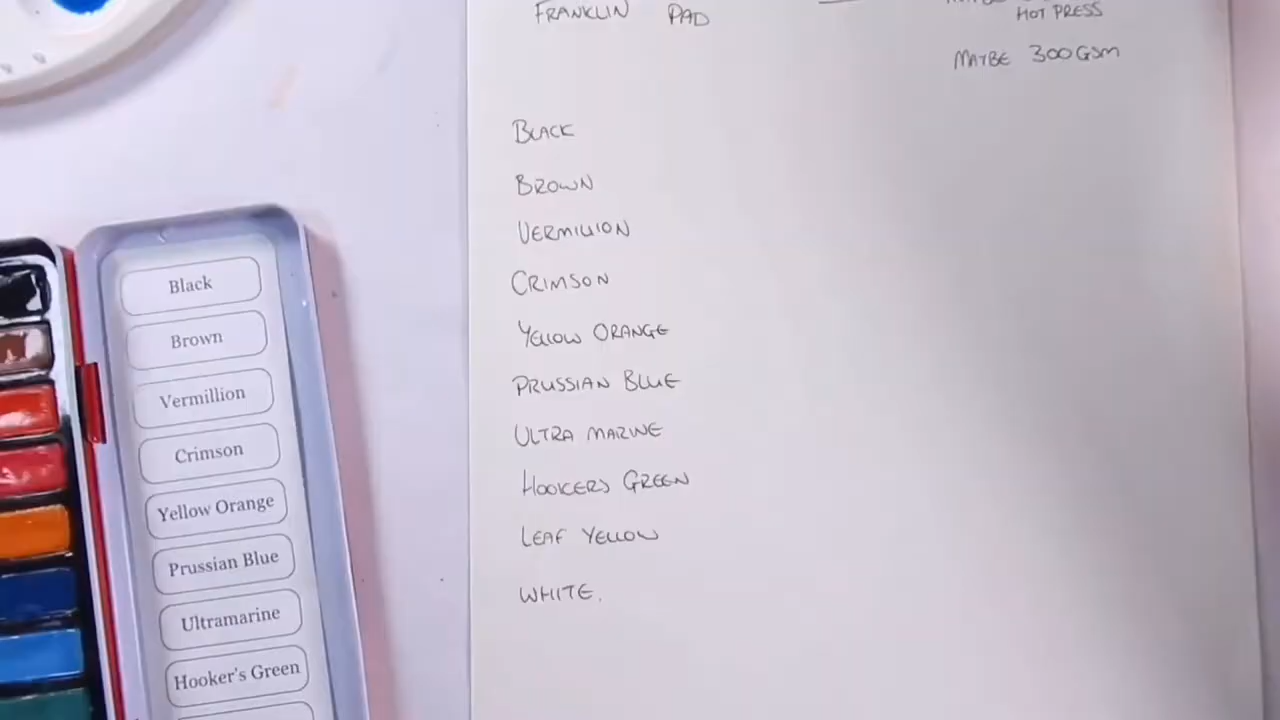 FRANKLIN PAD
HOT PRESS
MAYBE 300GSM
BLACK
BROWN
VERMILLION
CRIMSON
YELLOW ORANGE
PRUSSIAN BLUE
ULTRA MARINE
HOOKERS GREEN
LEAF YELLOW
WHITE.
Black
Brown
Vermillion
Crimson
Yellow Orange
Prussian Blue
Ultramarine
Hooker's Green